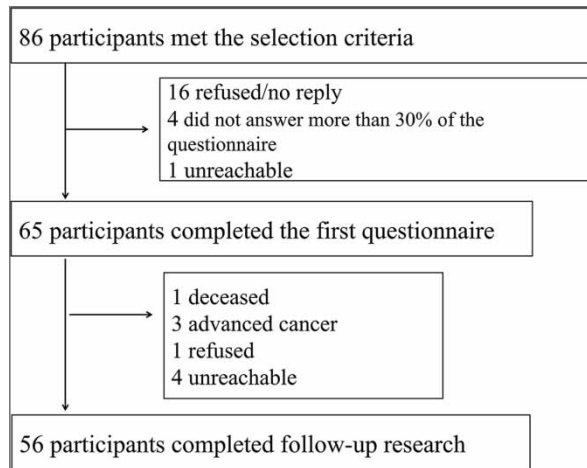 86 participants met the selection criteria
16 refused/no reply
4 did not answer more than 30% of the
questionnaire
1 unreachable
65 participants completed the first questionnaire
1 deceased
3 advanced cancer
1 refused
4 unreachable
56 participants completed follow-up research